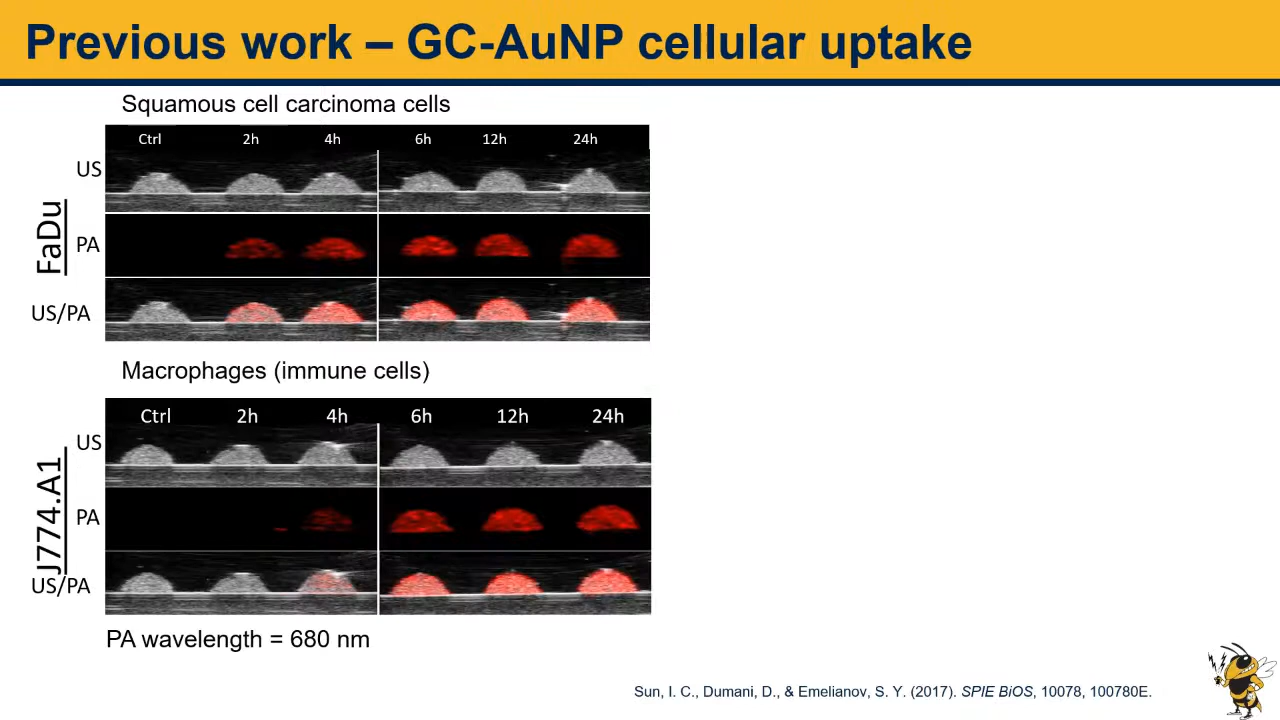 Previous work – GC-AuNP cellular uptake
Squamous cell carcinoma cells
Ctrl 2h 4h 6h 12h 24h
US
FaDu
PA
US/PA
Macrophages (immune cells)
Ctrl 2h 4h 6h 12h 24h
US
J774.A1
PA
US/PA
PA wavelength = 680 nm
Sun, I. C., Dumani, D., & Emelianov, S. Y. (2017). SPIE BiOS, 10078, 100780E.